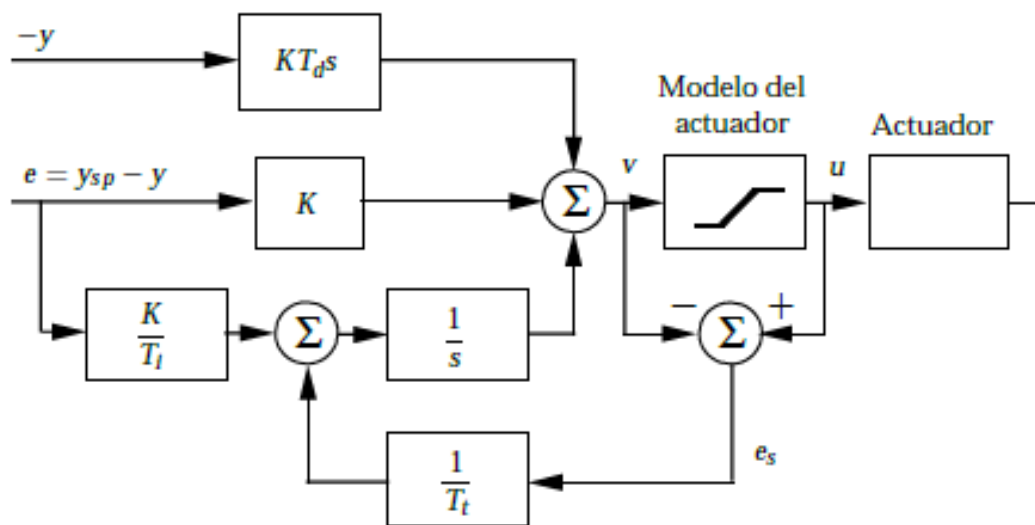 −y
KT_d s
Modelo del
actuador
Actuador
e = y_sp − y
K
Σ
v
u
K
T_i
Σ
1
s
−
+
Σ
1
T_t
e_s